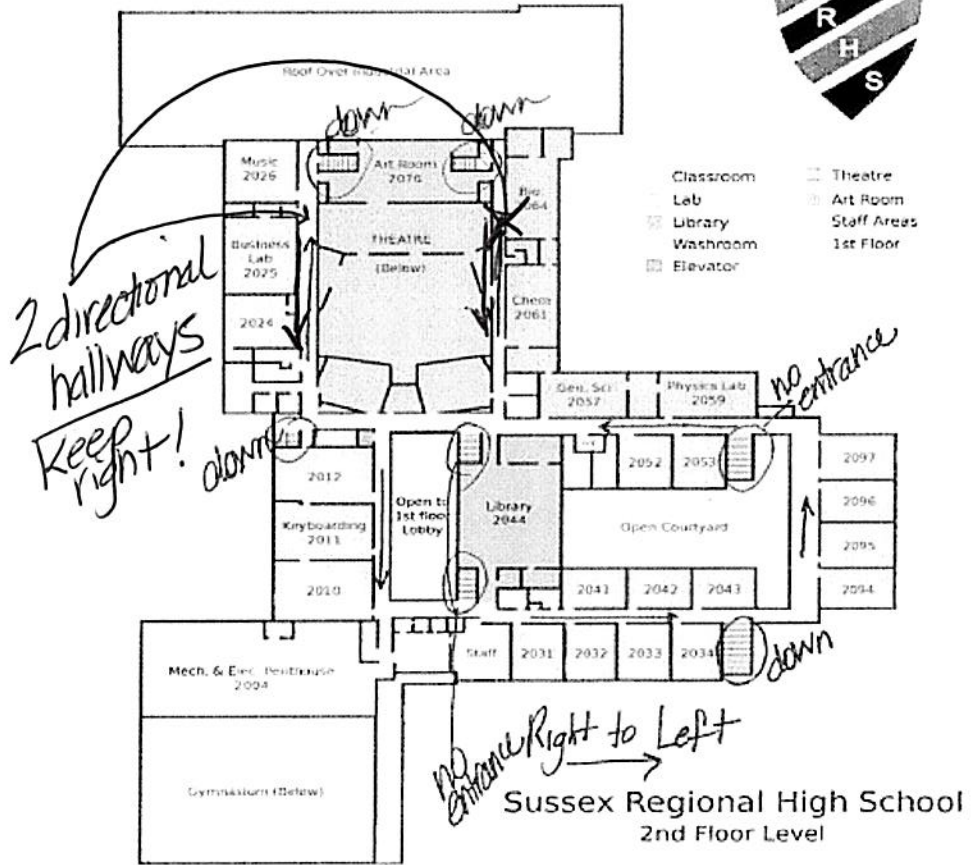 R
H
S
Roof Over Industrial Area
down
down
Music
2026
Art Room
2076
Bio
2064
Classroom
Lab
Library
Washroom
Elevator
Theatre
Art Room
Staff Areas
1st Floor
Business
Lab
2025
THEATRE
(Below)
Chem
2061
2024
2 directional
hallways
Keep
right!
Gen. Sci
2057
Physics Lab
2059
no
entrance
down
2012
Keyboarding
2011
2010
Open to
1st floor
Lobby
Library
2044
2052
2053
Open Courtyard
2041
2042
2043
2097
2096
2095
2094
Staff
2031
2032
2033
2034
down
Mech. & Elec. Penthouse
2004
Gymnasium (Below)
no
entrance
Right to Left
Sussex Regional High School
2nd Floor Level